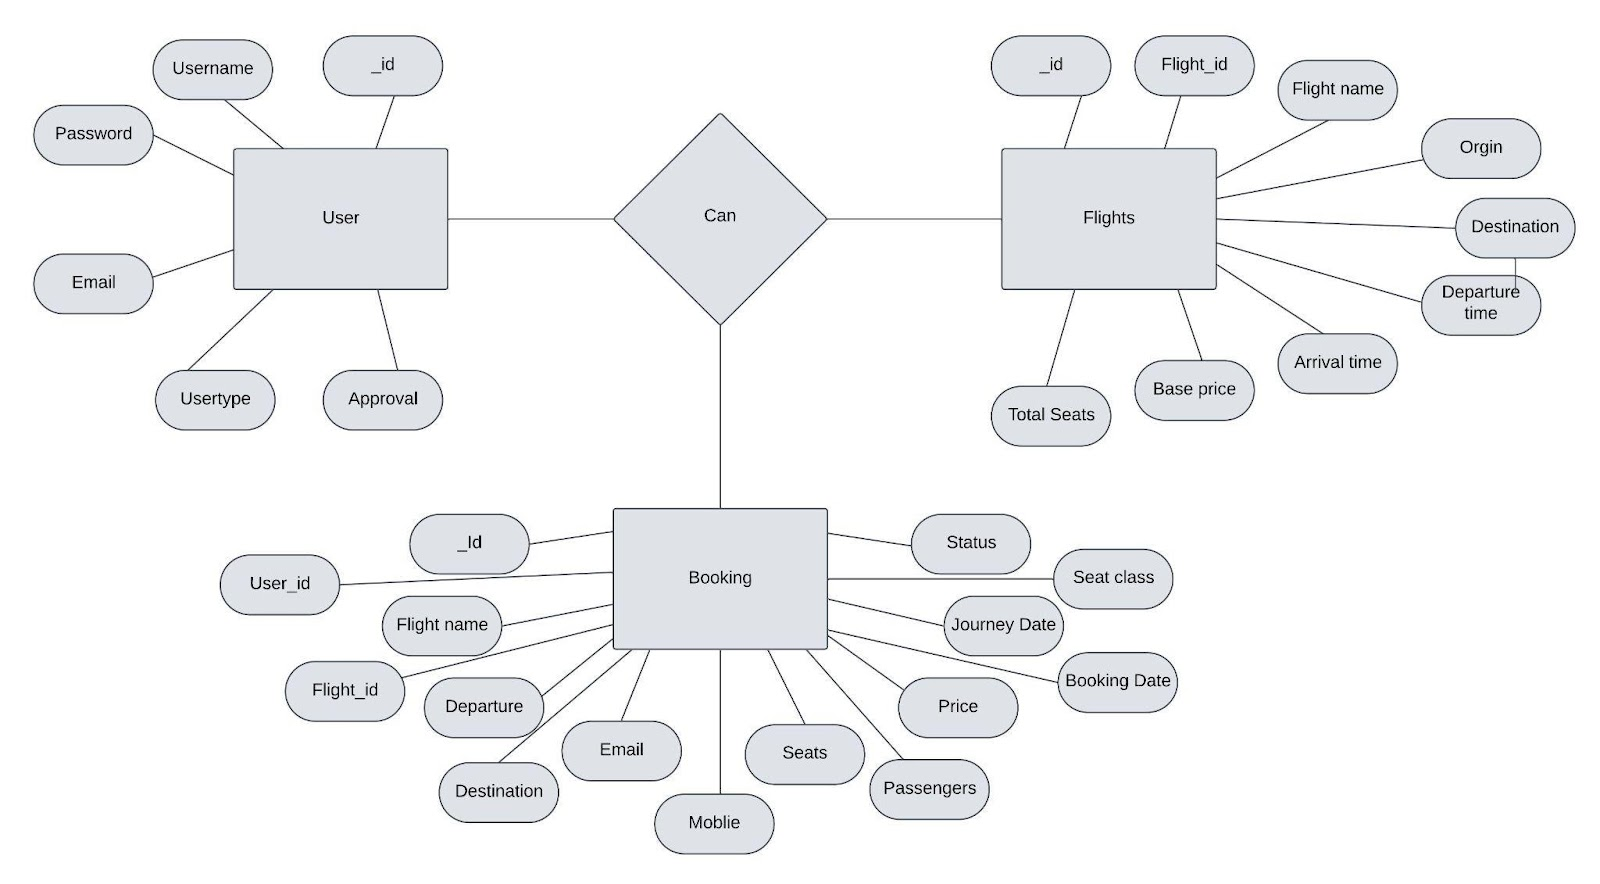 Username
_id
Password
User
Email
Usertype
Approval
Can
_id
Flight_id
Flight name
Orgin
Flights
Destination
Departure
time
Arrival time
Base price
Total Seats
_Id
User_id
Flight name
Flight_id
Departure
Destination
Email
Moblie
Booking
Status
Seat class
Journey Date
Booking Date
Price
Seats
Passengers